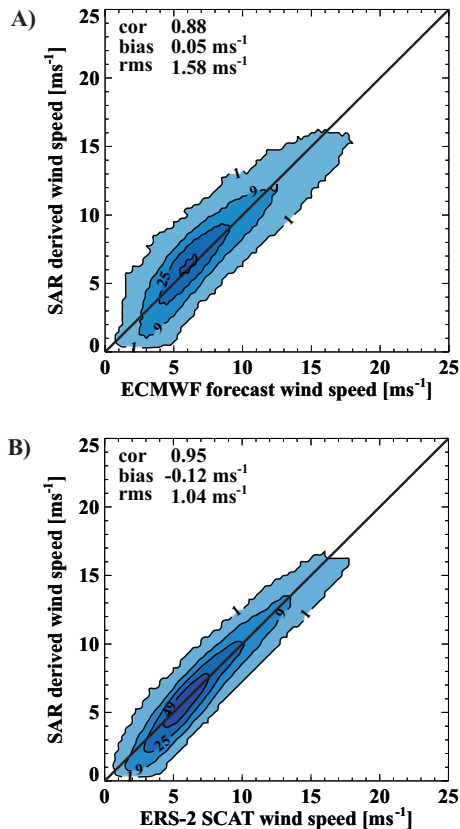 A)
cor 0.88
bias 0.05 ms⁻¹
rms 1.58 ms⁻¹
SAR derived wind speed [ms⁻¹]
25
20
15
10
5
0
1
9
25
1
9
1
0 5 10 15 20 25
ECMWF forecast wind speed [ms⁻¹]
B)
cor 0.95
bias -0.12 ms⁻¹
rms 1.04 ms⁻¹
SAR derived wind speed [ms⁻¹]
25
20
15
10
5
0
1
9
1
49
25
1 9
0 5 10 15 20 25
ERS-2 SCAT wind speed [ms⁻¹]